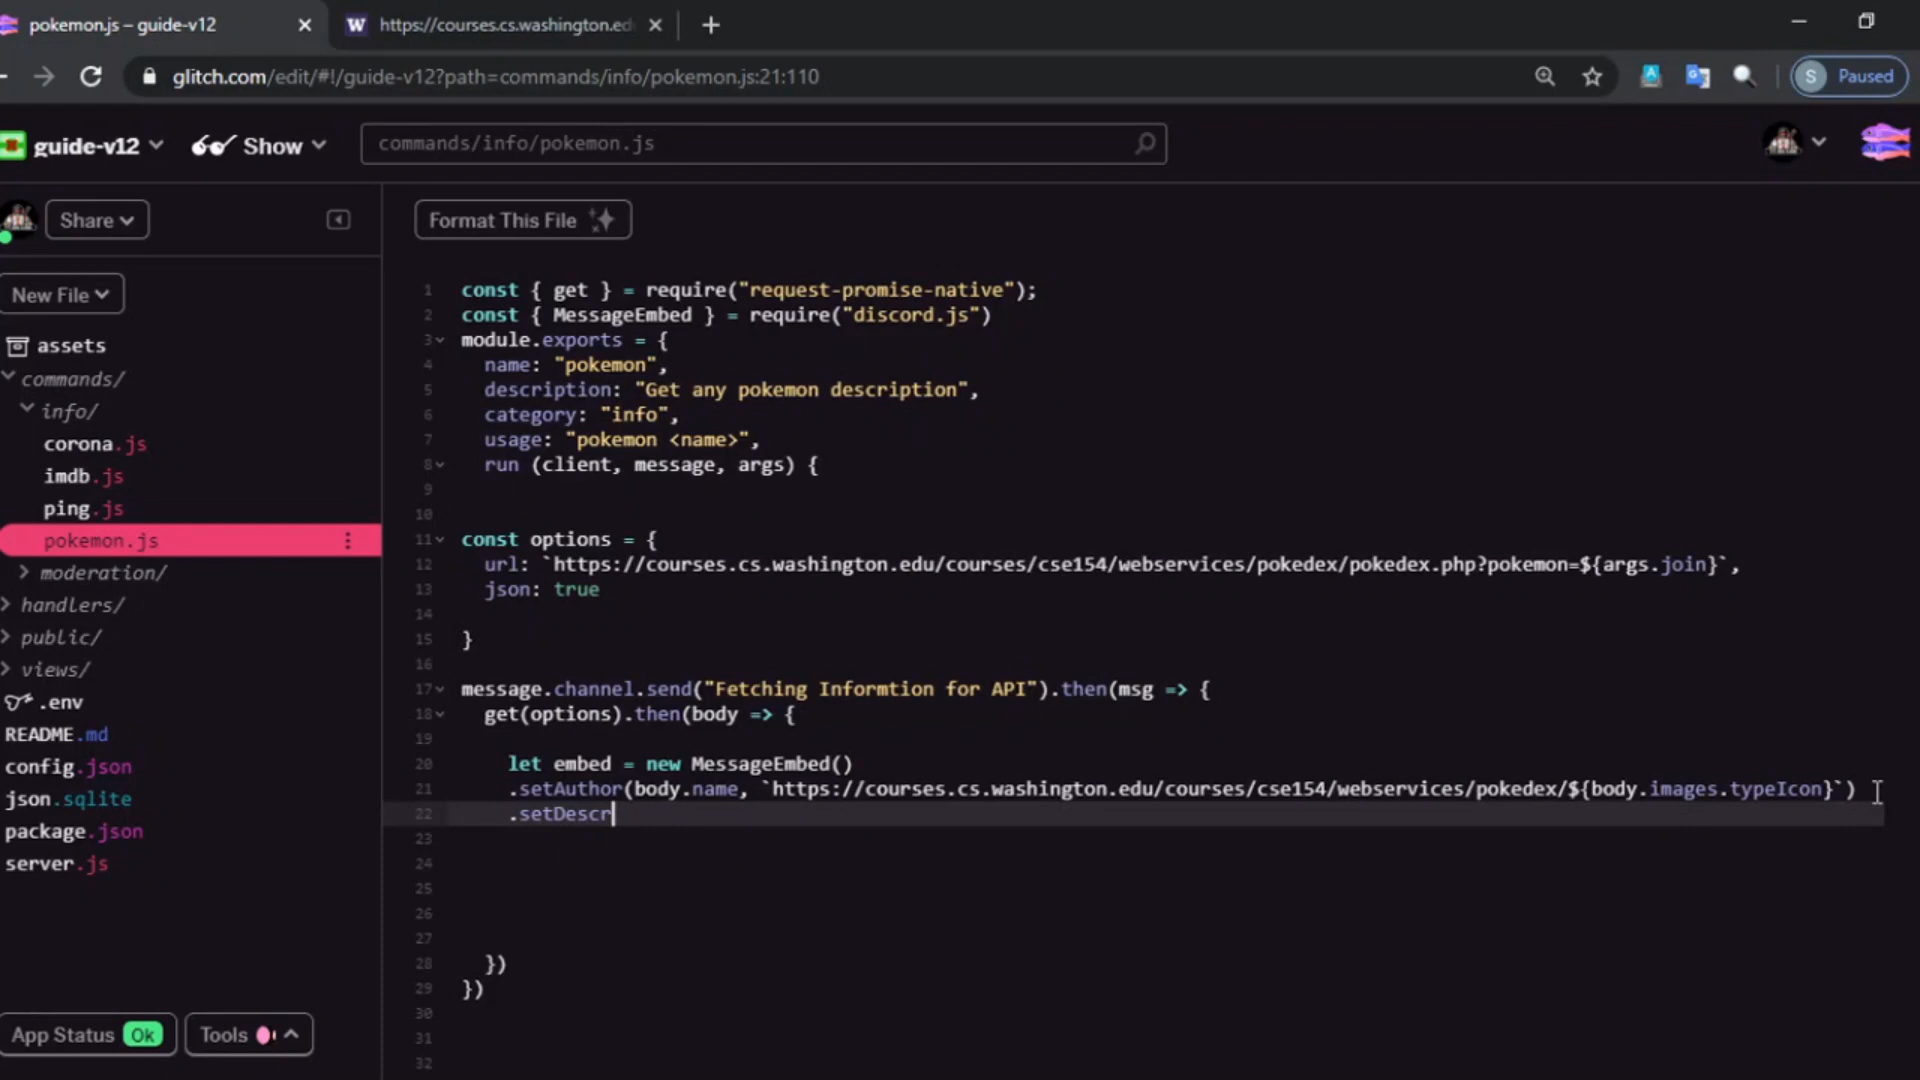 pokemon.js – guide-v12
W https://courses.cs.washington.ed
glitch.com/edit/#!/guide-v12?path=commands/info/pokemon.js:21:110
S Paused
guide-v12
Show
commands/info/pokemon.js
Share
Format This File
New File
assets
commands/
info/
corona.js
imdb.js
ping.js
pokemon.js
moderation/
handlers/
public/
views/
.env
README.md
config.json
json.sqlite
package.json
server.js
App Status Ok
Tools
1 const { get } = require("request-promise-native");
2 const { MessageEmbed } = require("discord.js")
3 module.exports = {
4 name: "pokemon",
5 description: "Get any pokemon description",
6 category: "info",
7 usage: "pokemon <name>",
8 run (client, message, args) {
9
10
11 const options = {
12 url: `https://courses.cs.washington.edu/courses/cse154/webservices/pokedex/pokedex.php?pokemon=${args.join}`,
13 json: true
14
15 }
16
17 message.channel.send("Fetching Informtion for API").then(msg => {
18 get(options).then(body => {
19
20 let embed = new MessageEmbed()
21 .setAuthor(body.name, `https://courses.cs.washington.edu/courses/cse154/webservices/pokedex/${body.images.typeIcon}`)
22 .setDescr
23
24
25
26
27
28 })
29 })
30
31
32